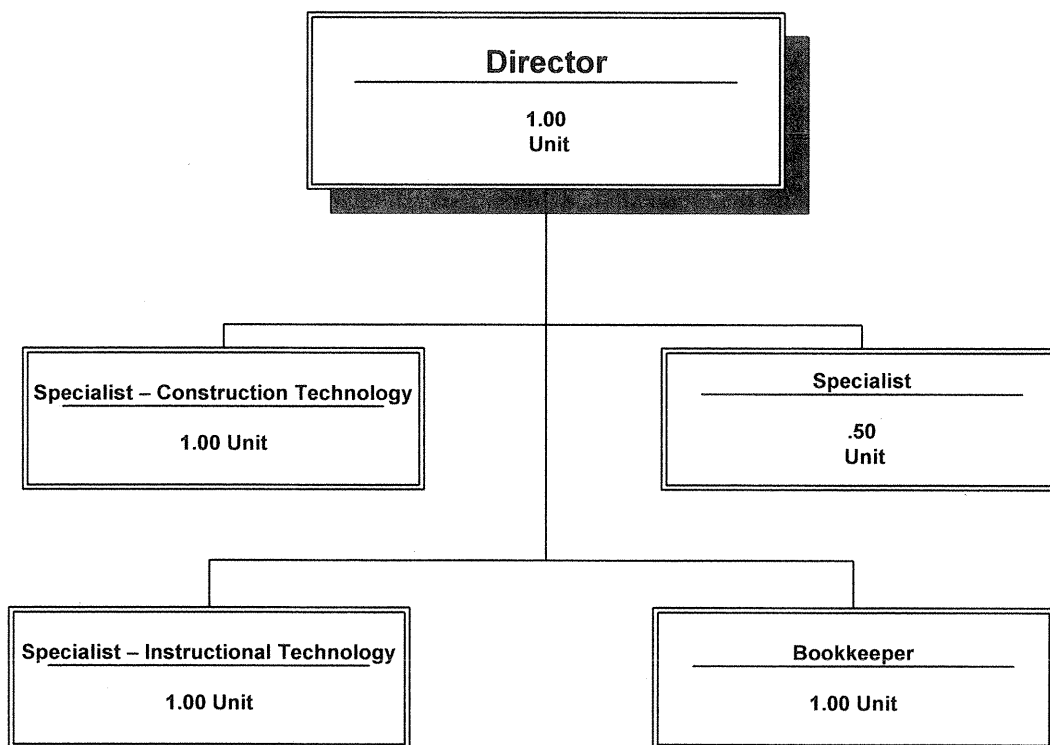 Director
1.00
Unit
Specialist – Construction Technology
1.00 Unit
Specialist
.50
Unit
Specialist – Instructional Technology
1.00 Unit
Bookkeeper
1.00 Unit